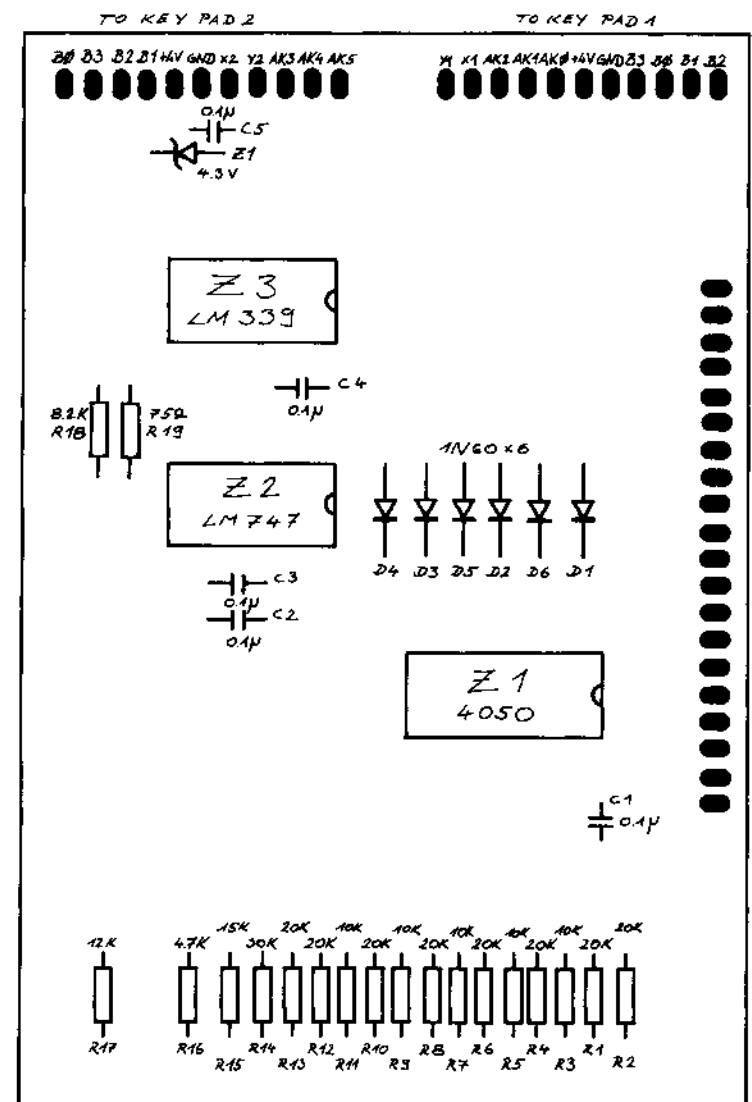 TO KEY PAD 2
TO KEY PAD 1
BØ B3 B2 B1 +4V GND X2 Y2 AK3 AK4 AK5
Y1 X1 AK2 AK1 AKØ +4V GND B3 BØ B1 B2
0.1µ
C5
Z1
4.3V
Z3
LM 339
C4
0.1µ
8.2K
R18
75Ω
R19
1N60 x 6
Z2
LM 747
D4 D3 D5 D2 D6 D1
C3
0.1µ
C2
0.1µ
Z1
4050
C1
0.1µ
12K 4.7K 15K 30K 20K 20K 10K 20K 10K 20K 10K 20K 10K 20K 10K 20K 20K
R17 R16 R15 R14 R13 R12 R11 R10 R9 R8 R7 R6 R5 R4 R3 R1 R2